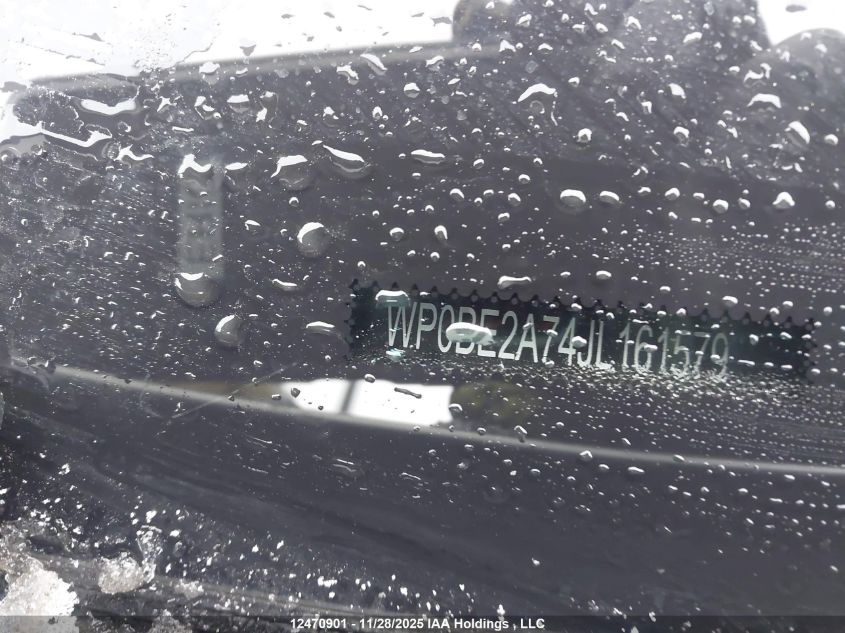 WP0BE2A74JL161579
12470901 - 11/28/2025 IAA Holdings , LLC